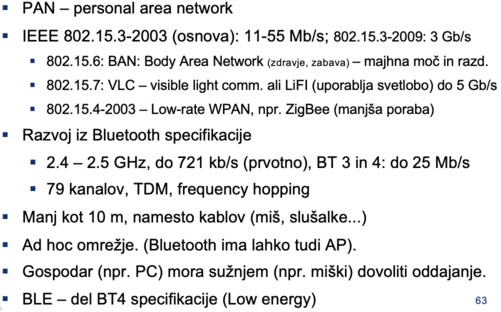 ▪ PAN – personal area network
▪ IEEE 802.15.3-2003 (osnova): 11-55 Mb/s; 802.15.3-2009: 3 Gb/s
▪ 802.15.6: BAN: Body Area Network (zdravje, zabava) – majhna moč in razd.
▪ 802.15.7: VLC – visible light comm. ali LiFI (uporablja svetlobo) do 5 Gb/s
▪ 802.15.4-2003 – Low-rate WPAN, npr. ZigBee (manjša poraba)
▪ Razvoj iz Bluetooth specifikacije
▪ 2.4 – 2.5 GHz, do 721 kb/s (prvotno), BT 3 in 4: do 25 Mb/s
▪ 79 kanalov, TDM, frequency hopping
▪ Manj kot 10 m, namesto kablov (miš, slušalke...)
▪ Ad hoc omrežje. (Bluetooth ima lahko tudi AP).
▪ Gospodar (npr. PC) mora sužnjem (npr. miški) dovoliti oddajanje.
▪ BLE – del BT4 specifikacije (Low energy)
63